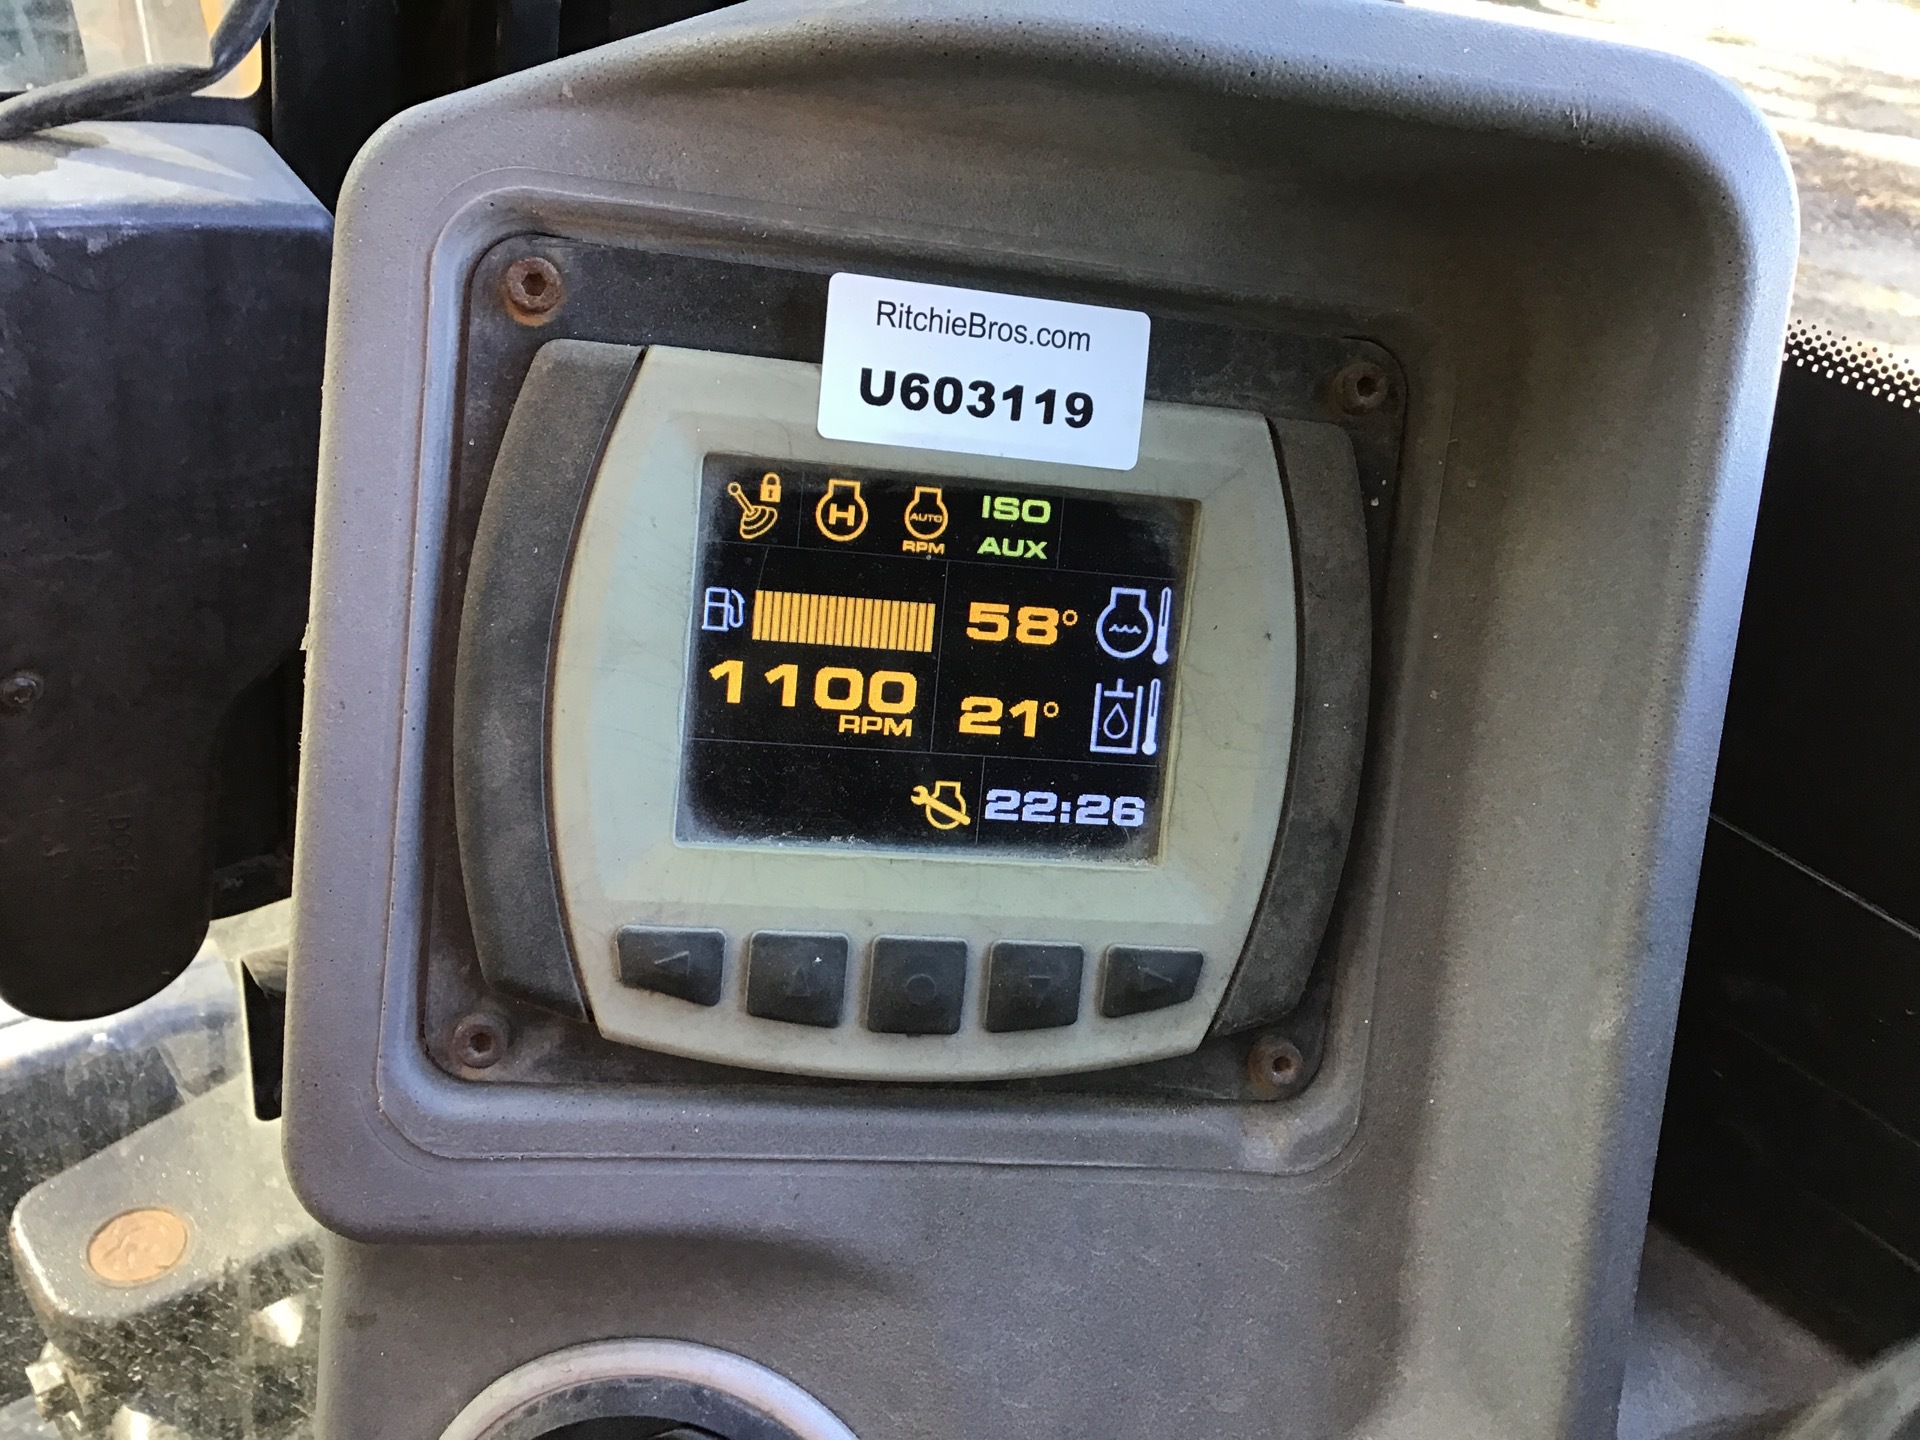 RitchieBros.com
U603119
H
AUTO
RPM
ISO
AUX
58°
1100
RPM
21°
22:26